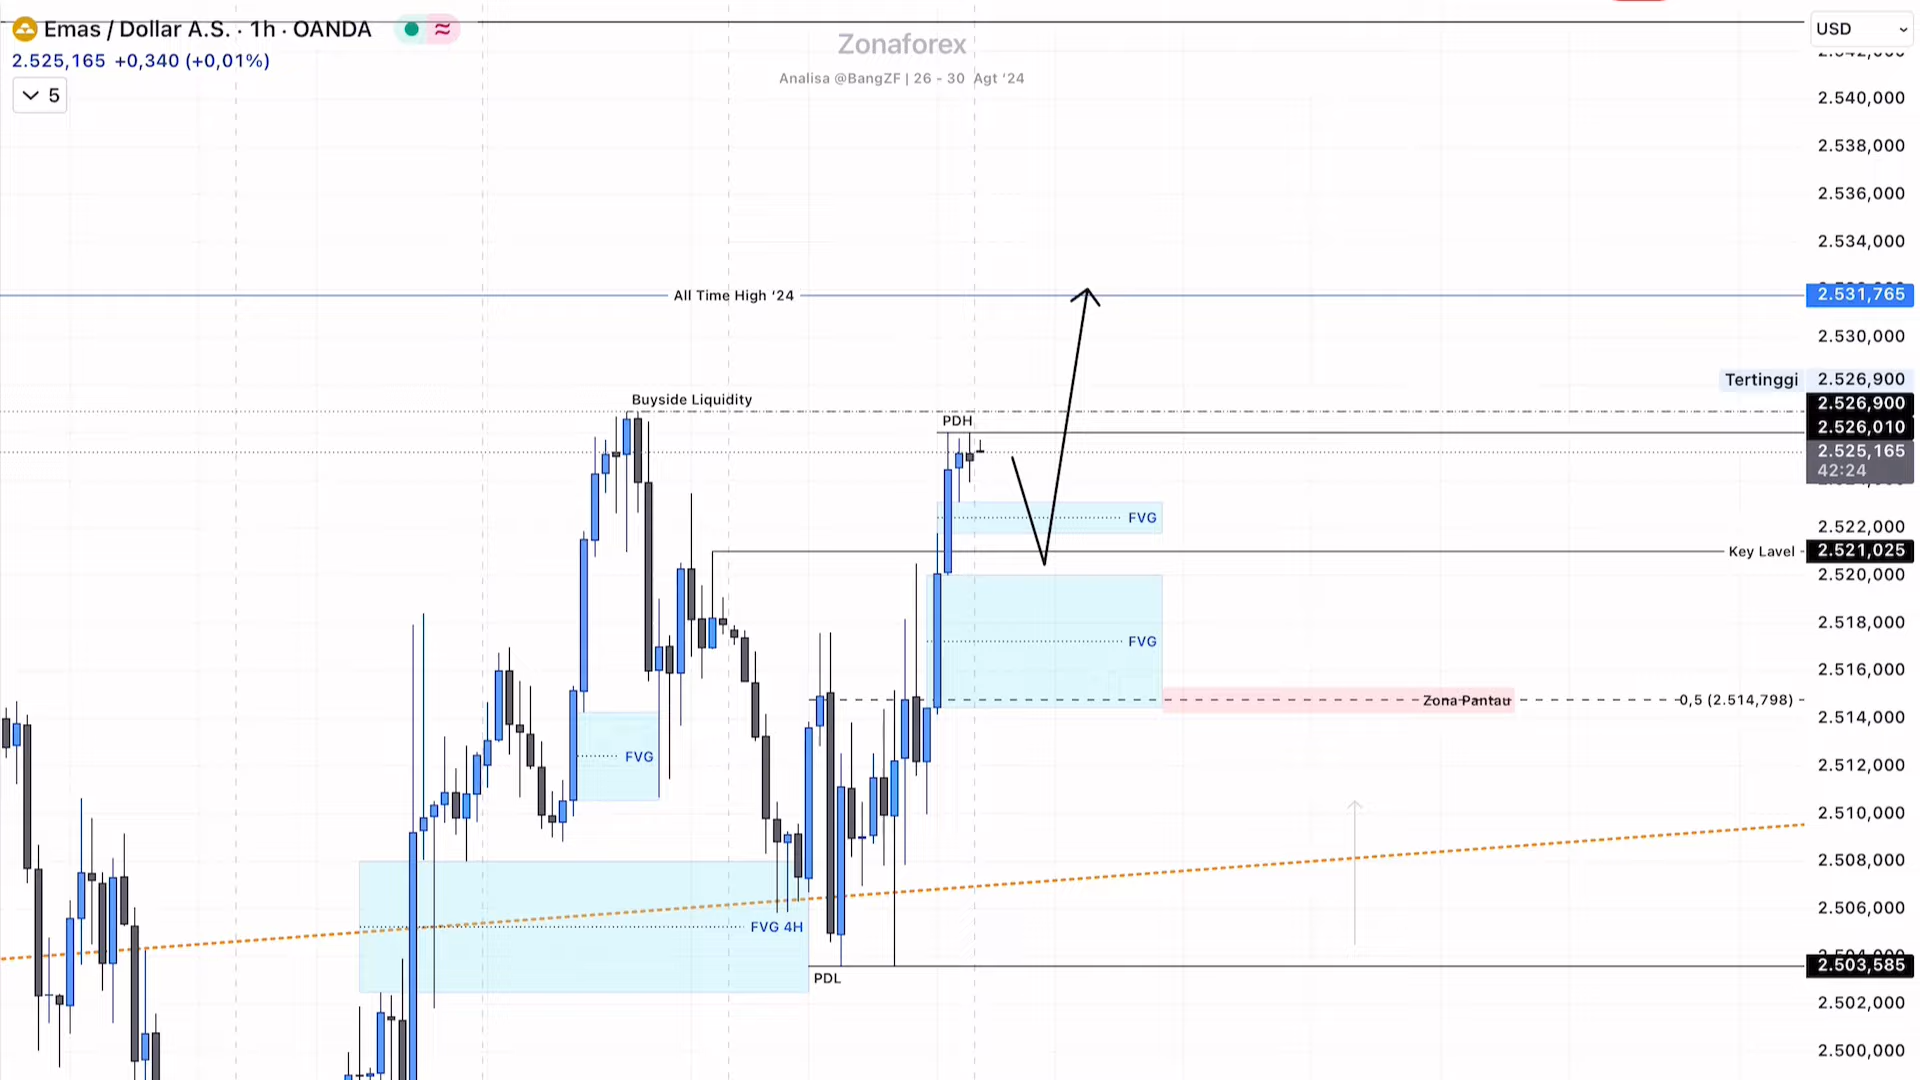 Emas / Dollar A.S. · 1h · OANDA
2.525,165 +0,340 (+0,01%)
5
Zonaforex
Analisa @BangZF | 26 - 30 Agt ‘24
USD
2.540,000
2.538,000
2.536,000
2.534,000
All Time High ‘24
2.531,765
2.530,000
Tertinggi 2.526,900
Buyside Liquidity
2.526,900
PDH
2.526,010
2.525,165
42:24
FVG
2.522,000
Key Lavel
2.521,025
2.520,000
2.518,000
FVG
2.516,000
Zona Pantau
0,5 (2.514,798)
2.514,000
FVG
2.512,000
2.510,000
2.508,000
2.506,000
FVG 4H
2.503,585
PDL
2.502,000
2.500,000